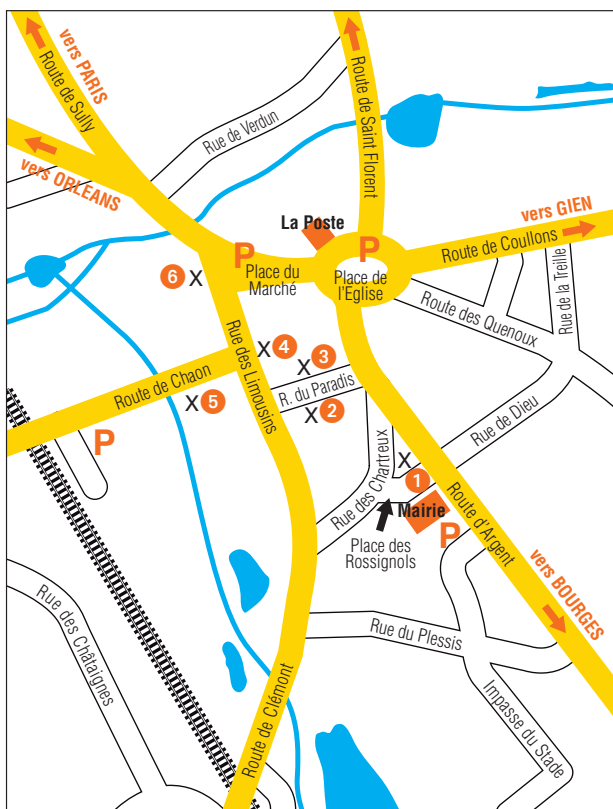 vers PARIS
Route de Sully
Rue de Verdun
Route de Saint Florent
vers ORLEANS
La Poste
vers GIEN
P
P
Route de Coullons
6 X
Place du
Marché
Place de
l'Eglise
Rue de la Treille
Route des Quenoux
Rue des Limousins
X 4
X 3
Route de Chaon
R. du Paradis
X 5
X 2
Rue de Dieu
P
X
1
Rue des Chartreux
Mairie
P
Route d'Argent
Place des
Rossignols
vers BOURGES
Rue des Châtaignes
Rue du Plessis
Route de Clémont
Impasse du Stade